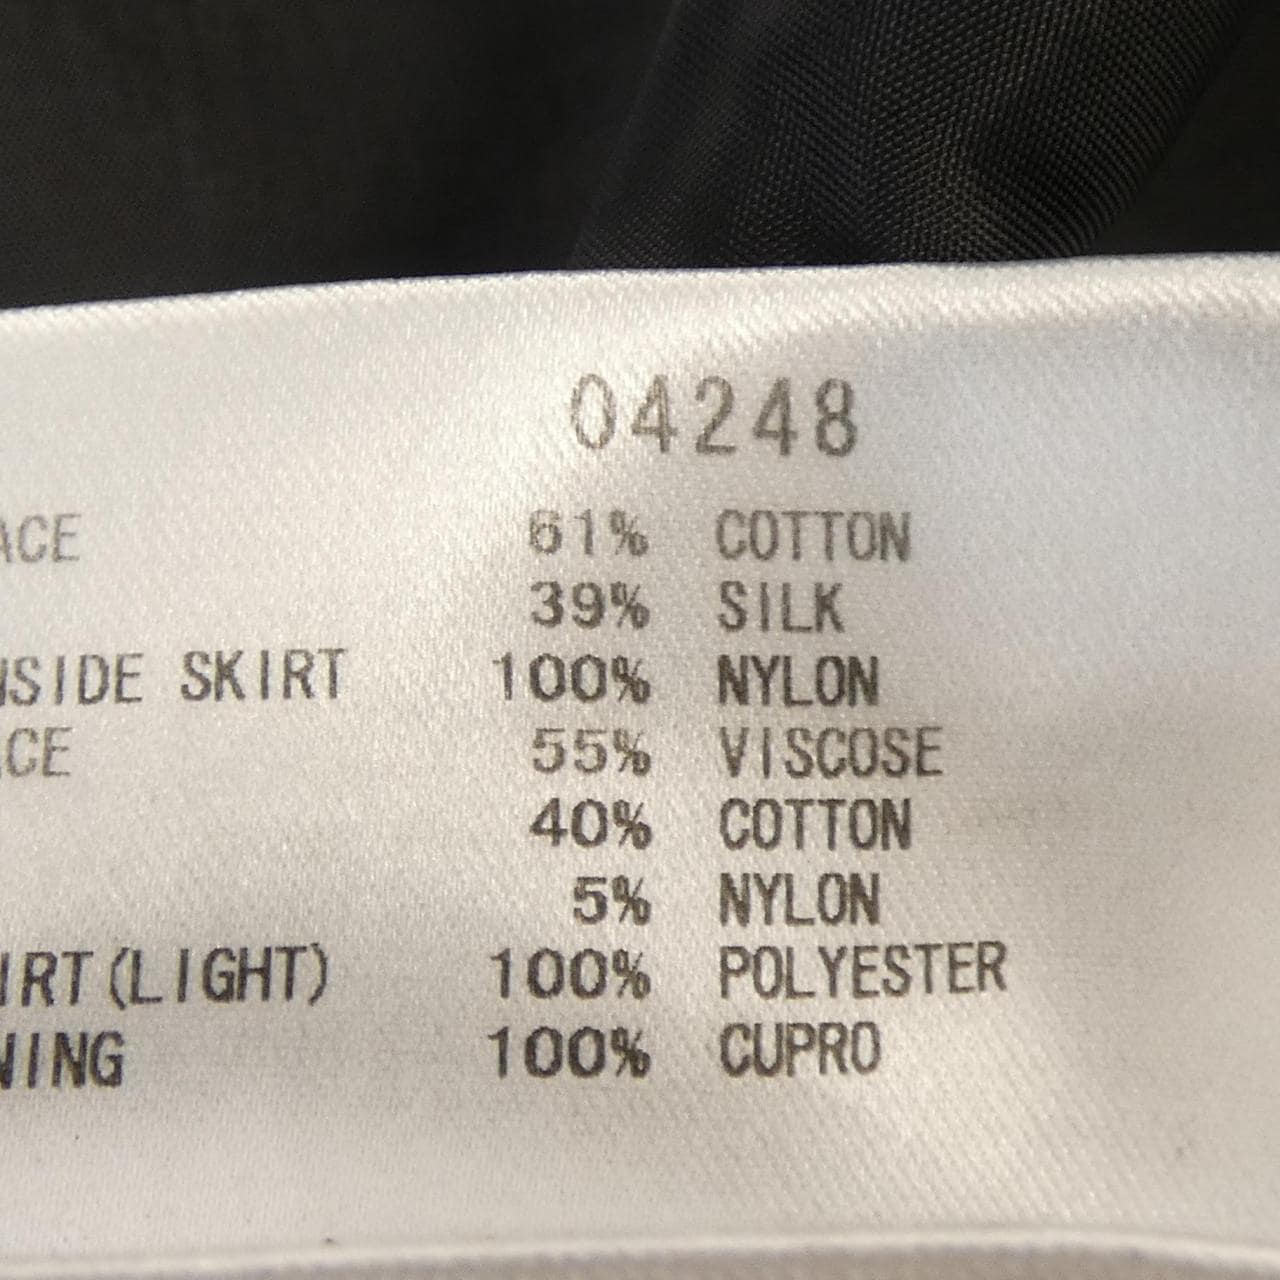 04248
ACE 61% COTTON
39% SILK
NSIDE SKIRT 100% NYLON
ACE 55% VISCOSE
40% COTTON
5% NYLON
IRT(LIGHT) 100% POLYESTER
NING 100% CUPRO